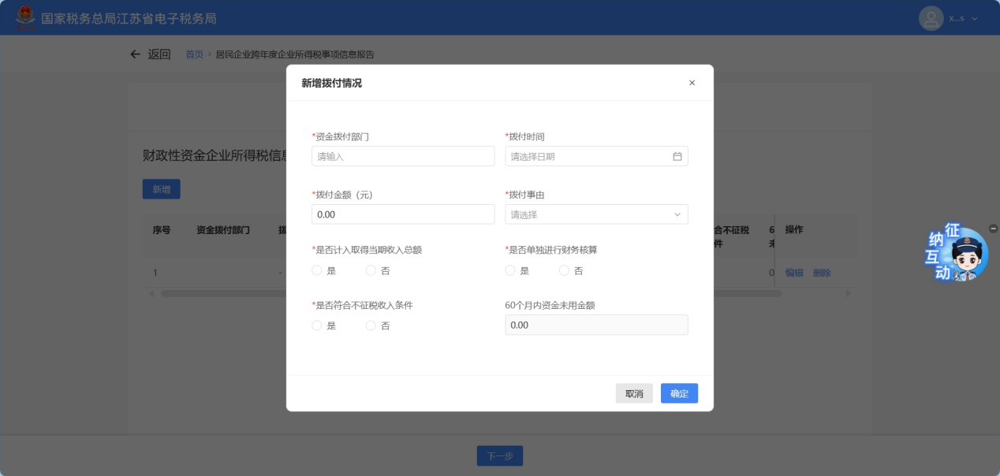 国家税务总局江苏省电子税务局
x...s
返回 首页 > 居民企业跨年度企业所得税事项信息报告
新增拨付情况
*资金拨付部门
请输入
*拨付时间
请选择日期
*拨付金额（元）
0.00
*拨付事由
请选择
*是否计入取得当期收入总额
是 否
*是否单独进行财务核算
是 否
*是否符合不征税收入条件
是 否
60个月内资金未用金额
0.00
取消 确定
财政性资金企业所得税信息
新增
序号 资金拨付部门 拨
合不征税
件
6
未
操作
1 - 0 编辑 删除
征
纳
互
动
下一步